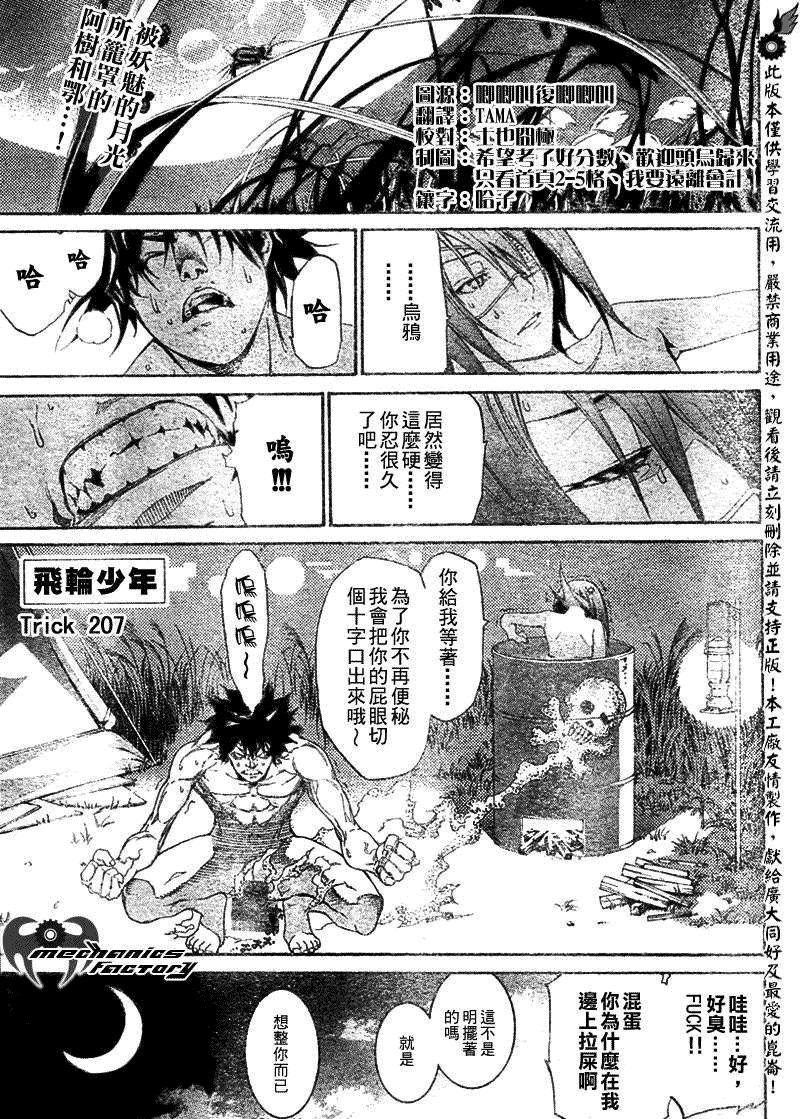 被妖魅的月光
所籠罩的
阿樹和鄂…！
圖源：唧唧叫復唧唧叫
翻譯：TAMA
校對：卡也囧極
制圖：希望考了好分數、歡迎頭烏歸來
只看首頁2-5格、我要遠離會計
鑲字：哈子
此版本僅供學習交流用，嚴禁商業用途，觀看後請立刻刪除並請支持正版！本工廠友情製作，獻給廣大同好及最愛的崑崙！
……烏鴉
……
哈
哈
哈
居然變得
這麼硬……
你忍很久
了吧……
嗚
!!!
飛輪少年
Trick 207
你給我等著……
為了你不再便秘
我會把你的屁眼切
個十字口出來哦～
嗚嗚嗚～
mechanics
factory
哇哇…好，
好臭……
FUCK!!
混蛋
你為什麼在我
邊上拉屎啊
這不是
明擺著
的嗎
就是
想整你而已